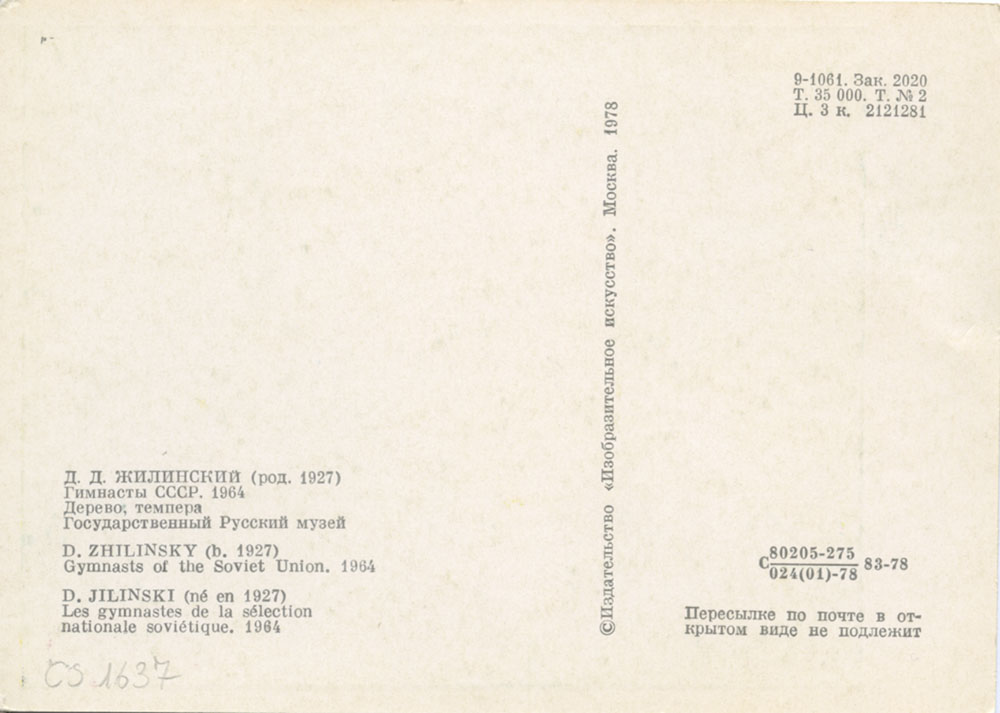 9-1061. Зак. 2020
Т. 35 000. Т. № 2
Ц. 3 к. 2121281
©Издательство «Изобразительное искусство». Москва. 1978
Д. Д. ЖИЛИНСКИЙ (род. 1927)
Гимнасты СССР. 1964
Дерево, темпера
Государственный Русский музей
D. ZHILINSKY (b. 1927)
Gymnasts of the Soviet Union. 1964
D. JILINSKI (né en 1927)
Les gymnastes de la sélection
nationale soviétique. 1964
80205-275
С 83-78
024(01)-78
Пересылке по почте в от-
крытом виде не подлежит
CS 1637